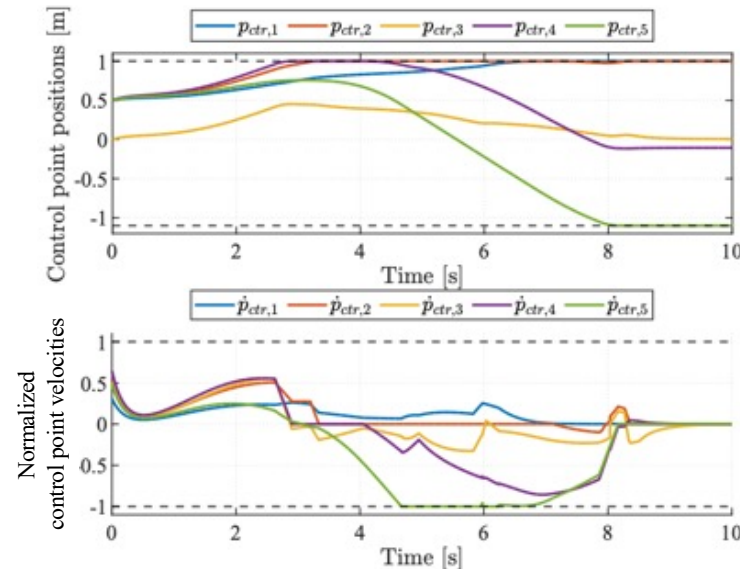 p_ctr,1 p_ctr,2 p_ctr,3 p_ctr,4 p_ctr,5
Control point positions [m]
1
0.5
0
-0.5
-1
0 2 4 6 8 10
Time [s]
ṗ_ctr,1 ṗ_ctr,2 ṗ_ctr,3 ṗ_ctr,4 ṗ_ctr,5
Normalized
control point velocities
1
0.5
0
-0.5
-1
0 2 4 6 8 10
Time [s]